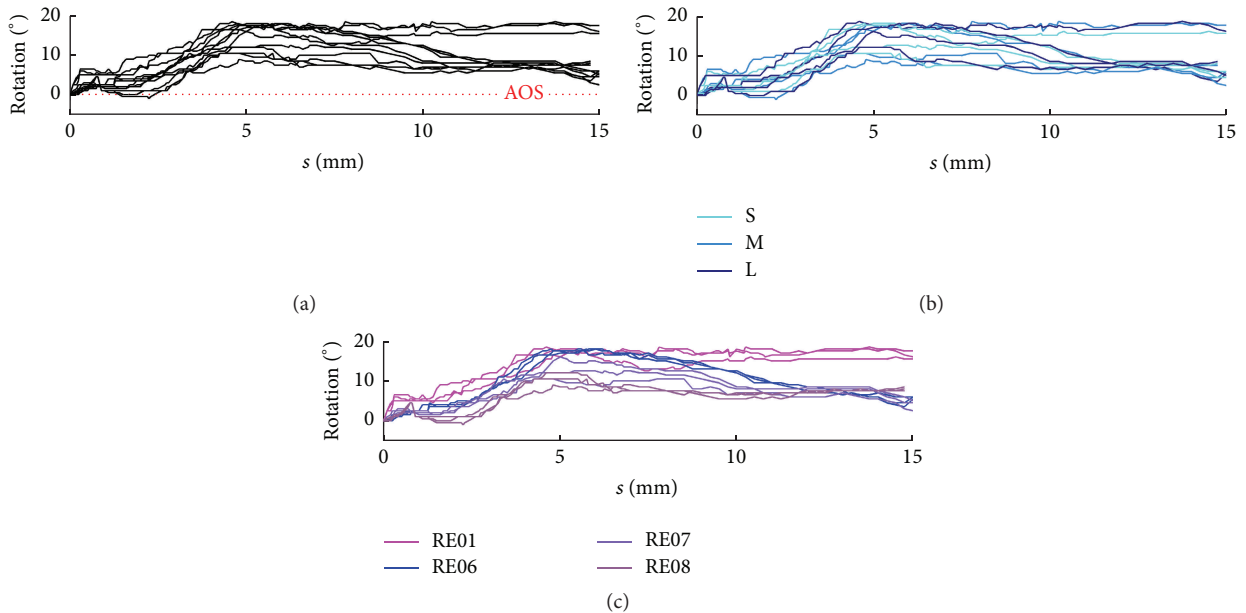 20
10
0
Rotation (°)
AOS
0
5
10
15
s (mm)
(a)
20
10
0
Rotation (°)
0
5
10
15
s (mm)
S
M
L
(b)
20
10
0
Rotation (°)
0
5
10
15
s (mm)
RE01
RE06
RE07
RE08
(c)